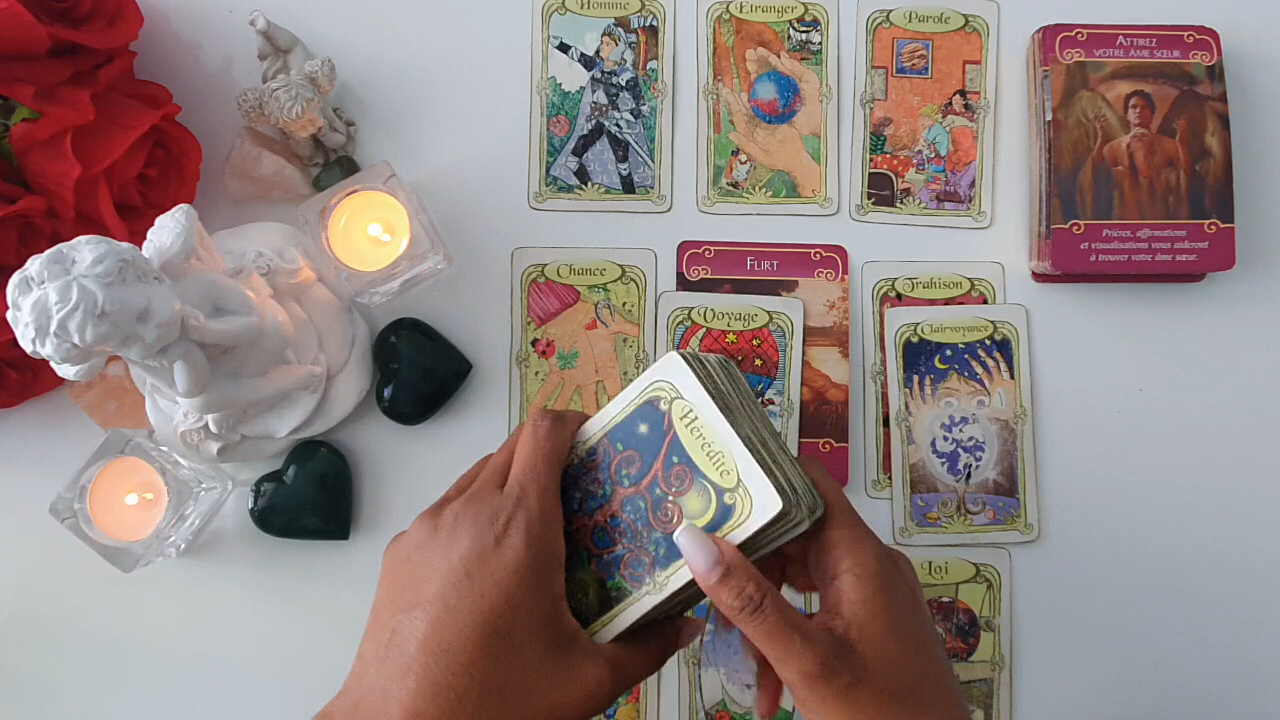 Homme
Etranger
Parole
ATTIREZ
VOTRE ÂME SŒUR
Prières, affirmations
et visualisations vous aideront
à trouver votre âme sœur.
Chance
FLIRT
Voyage
Trahison
Clairvoyance
Hérédité
Loi